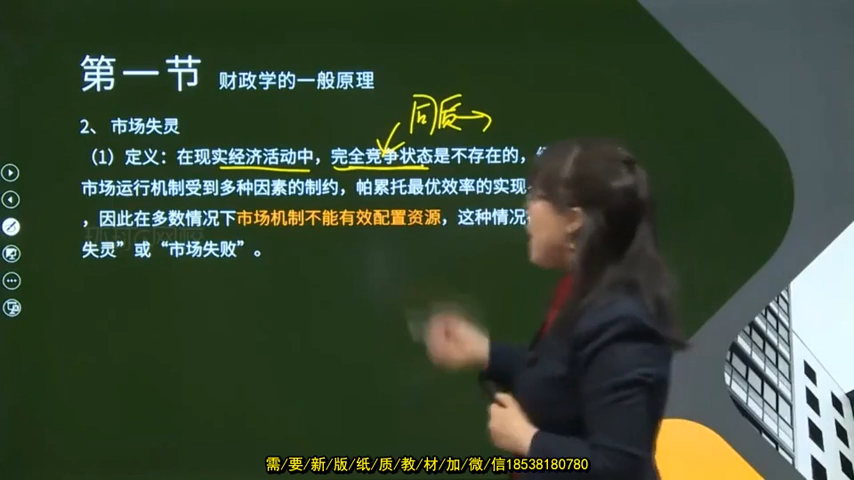 第一节 财政学的一般原理
同质
2、 市场失灵
（1）定义：在现实经济活动中，完全竞争状态是不存在的，
市场运行机制受到多种因素的制约，帕累托最优效率的实现
，因此在多数情况下市场机制不能有效配置资源，这种情况
失灵”或“市场失败”。
需/要/新/版/纸/质/教/材/加/微/信18538180780